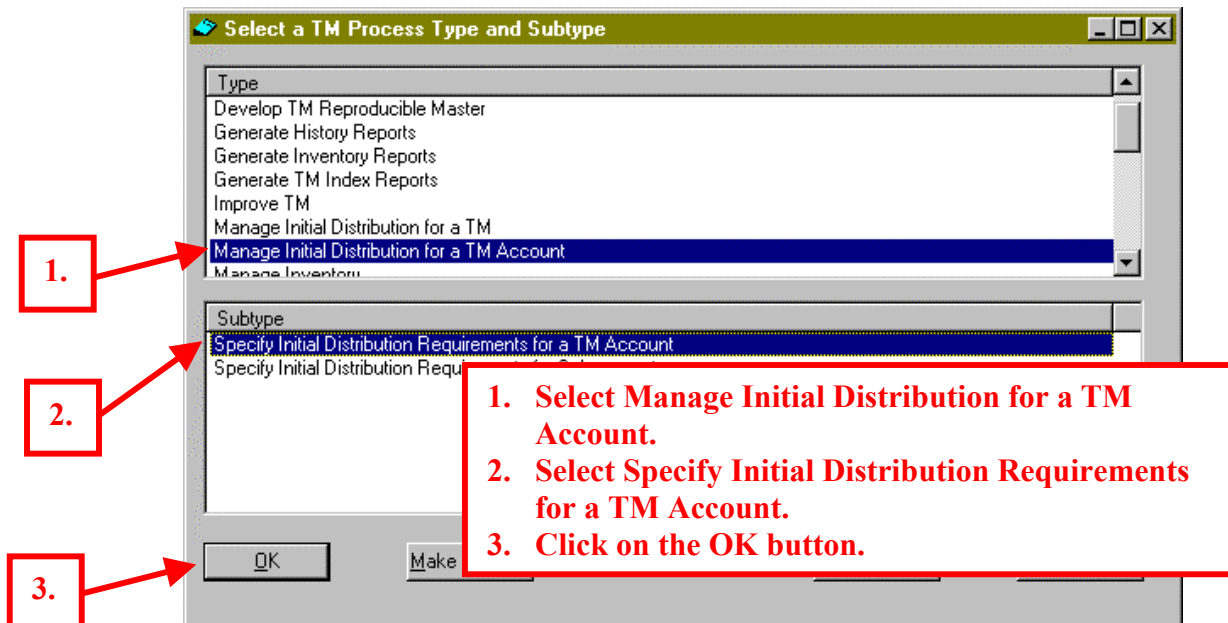 Select a TM Process Type and Subtype
Type
Develop TM Reproducible Master
Generate History Reports
Generate Inventory Reports
Generate TM Index Reports
Improve TM
Manage Initial Distribution for a TM
Manage Initial Distribution for a TM Account
Manage Inventory
1.
Subtype
Specify Initial Distribution Requirements for a TM Account
Specify Initial Distribution
2.
1. Select Manage Initial Distribution for a TM
Account.
2. Select Specify Initial Distribution Requirements
for a TM Account.
3. Click on the OK button.
OK
Make
3.